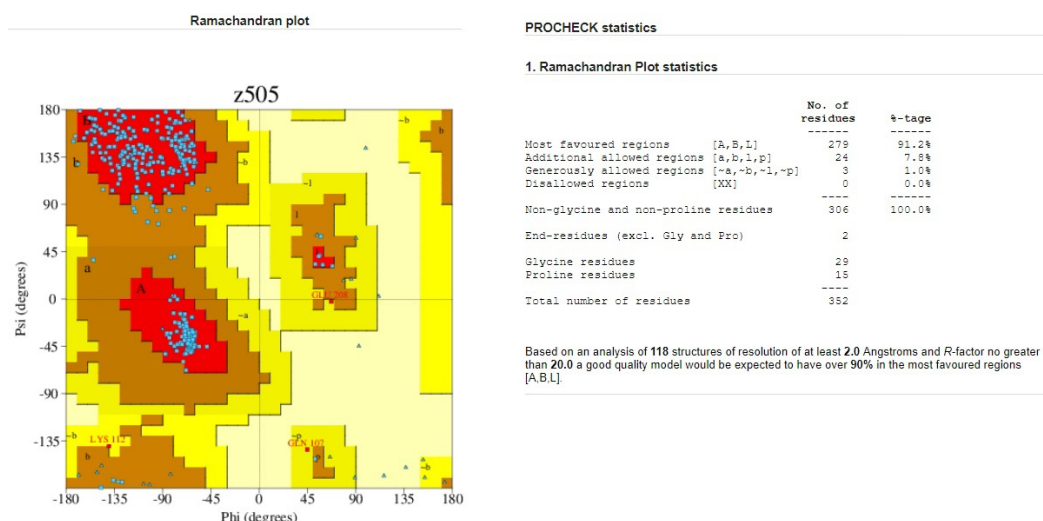 Ramachandran plot
z505
180
135
90
45
0
-45
-90
-135
-180
-135
-90
-45
0
45
90
135
180
Psi (degrees)
Phi (degrees)
B
b
a
A
~a
~b
~l
l
~b
b
GLU 208
LYS 112
GLN 107
~b
b
~p
p
~b
PROCHECK statistics
1. Ramachandran Plot statistics
No. of
residues %-tage
------ ------
Most favoured regions [A,B,L] 279 91.2%
Additional allowed regions [a,b,l,p] 24 7.8%
Generously allowed regions [~a,~b,~l,~p] 3 1.0%
Disallowed regions [XX] 0 0.0%
---- ------
Non-glycine and non-proline residues 306 100.0%
End-residues (excl. Gly and Pro) 2
Glycine residues 29
Proline residues 15
----
Total number of residues 352
Based on an analysis of 118 structures of resolution of at least 2.0 Angstroms and R-factor no greater
than 20.0 a good quality model would be expected to have over 90% in the most favoured regions
[A,B,L].